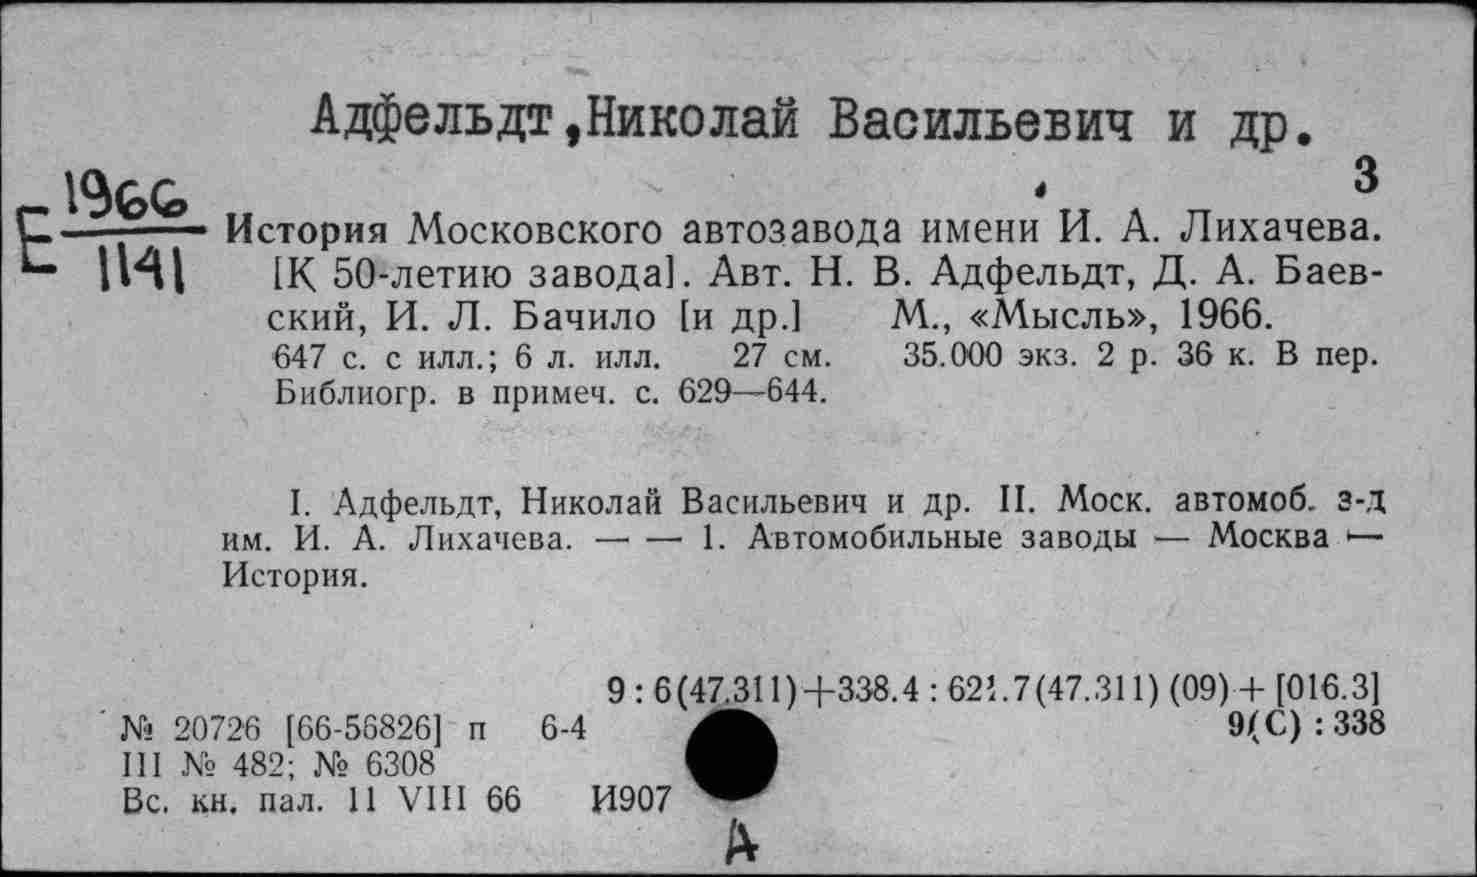 Адфельдт, Николай Васильевич и др.
3
Е 1966
1141
История Московского автозавода имени И. А. Лихачева.
[К 50-летию завода]. Авт. Н. В. Адфельдт, Д. А. Баев-
ский, И. Л. Бачило [и др.] М., «Мысль», 1966.
647 с. с илл.; 6 л. илл. 27 см. 35.000 экз. 2 р. 36 к. В пер.
Библиогр. в примеч. с. 629—644.
I. Адфельдт, Николай Васильевич и др. II. Моск. автомоб. з-д
им. И. А. Лихачева. — — 1. Автомобильные заводы — Москва —
История.
9 : 6(47.311)+338.4 : 621.7(47.311) (09)+[016.3]
№ 20726 [66-56826] п 6-4 9(С) : 338
III № 482; № 6308
Вс. кн. пал. 11 VIII 66 И907
А